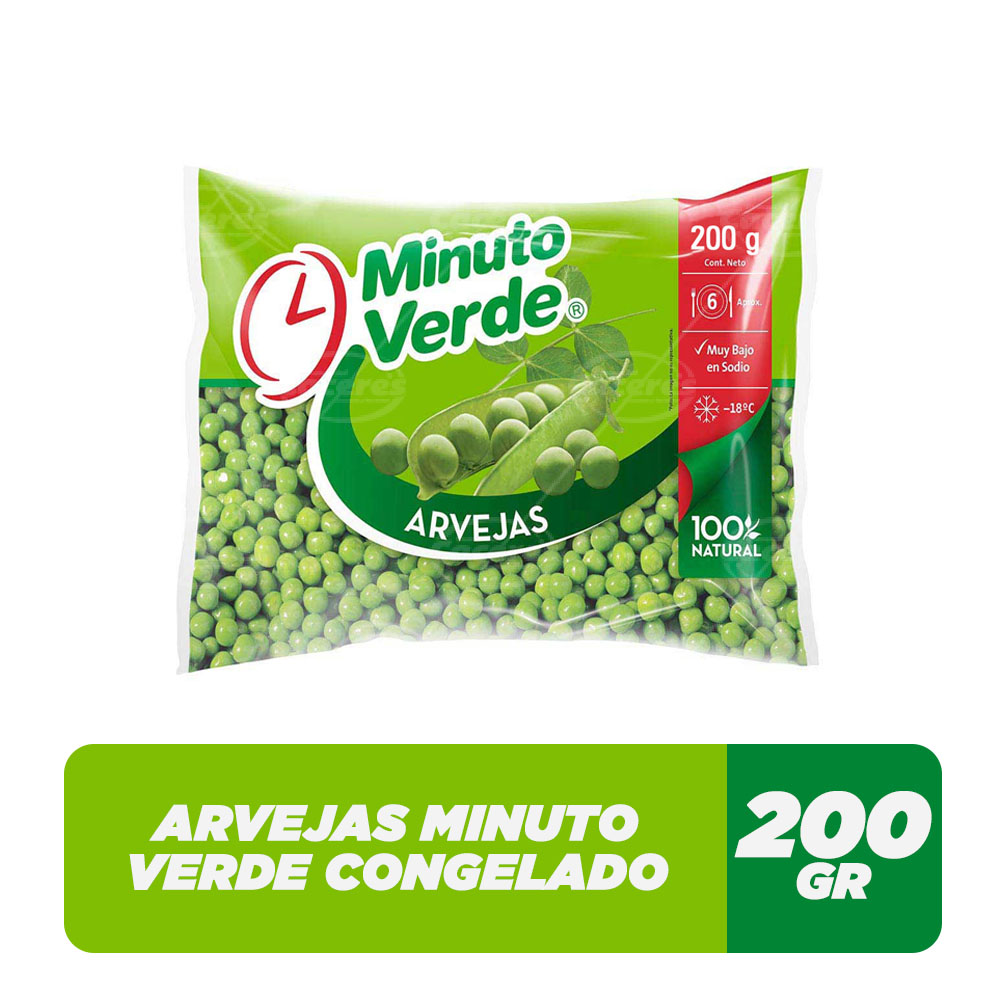 Minuto
Verde®
ARVEJAS
200 g
Cont. Neto
6 Aprox.
✓ Muy Bajo
en Sodio
–18ºC
100%
NATURAL
ARVEJAS MINUTO
VERDE CONGELADO
200
GR